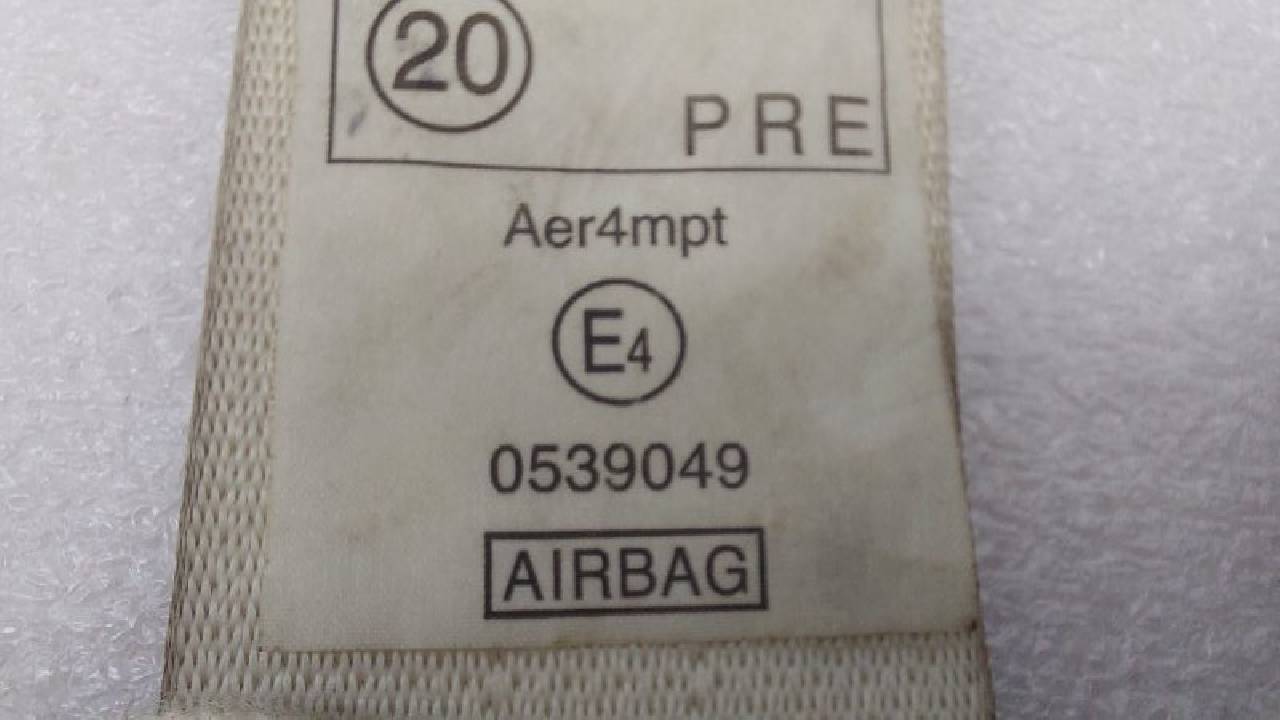 20
PRE
Aer4mpt
E4
0539049
AIRBAG